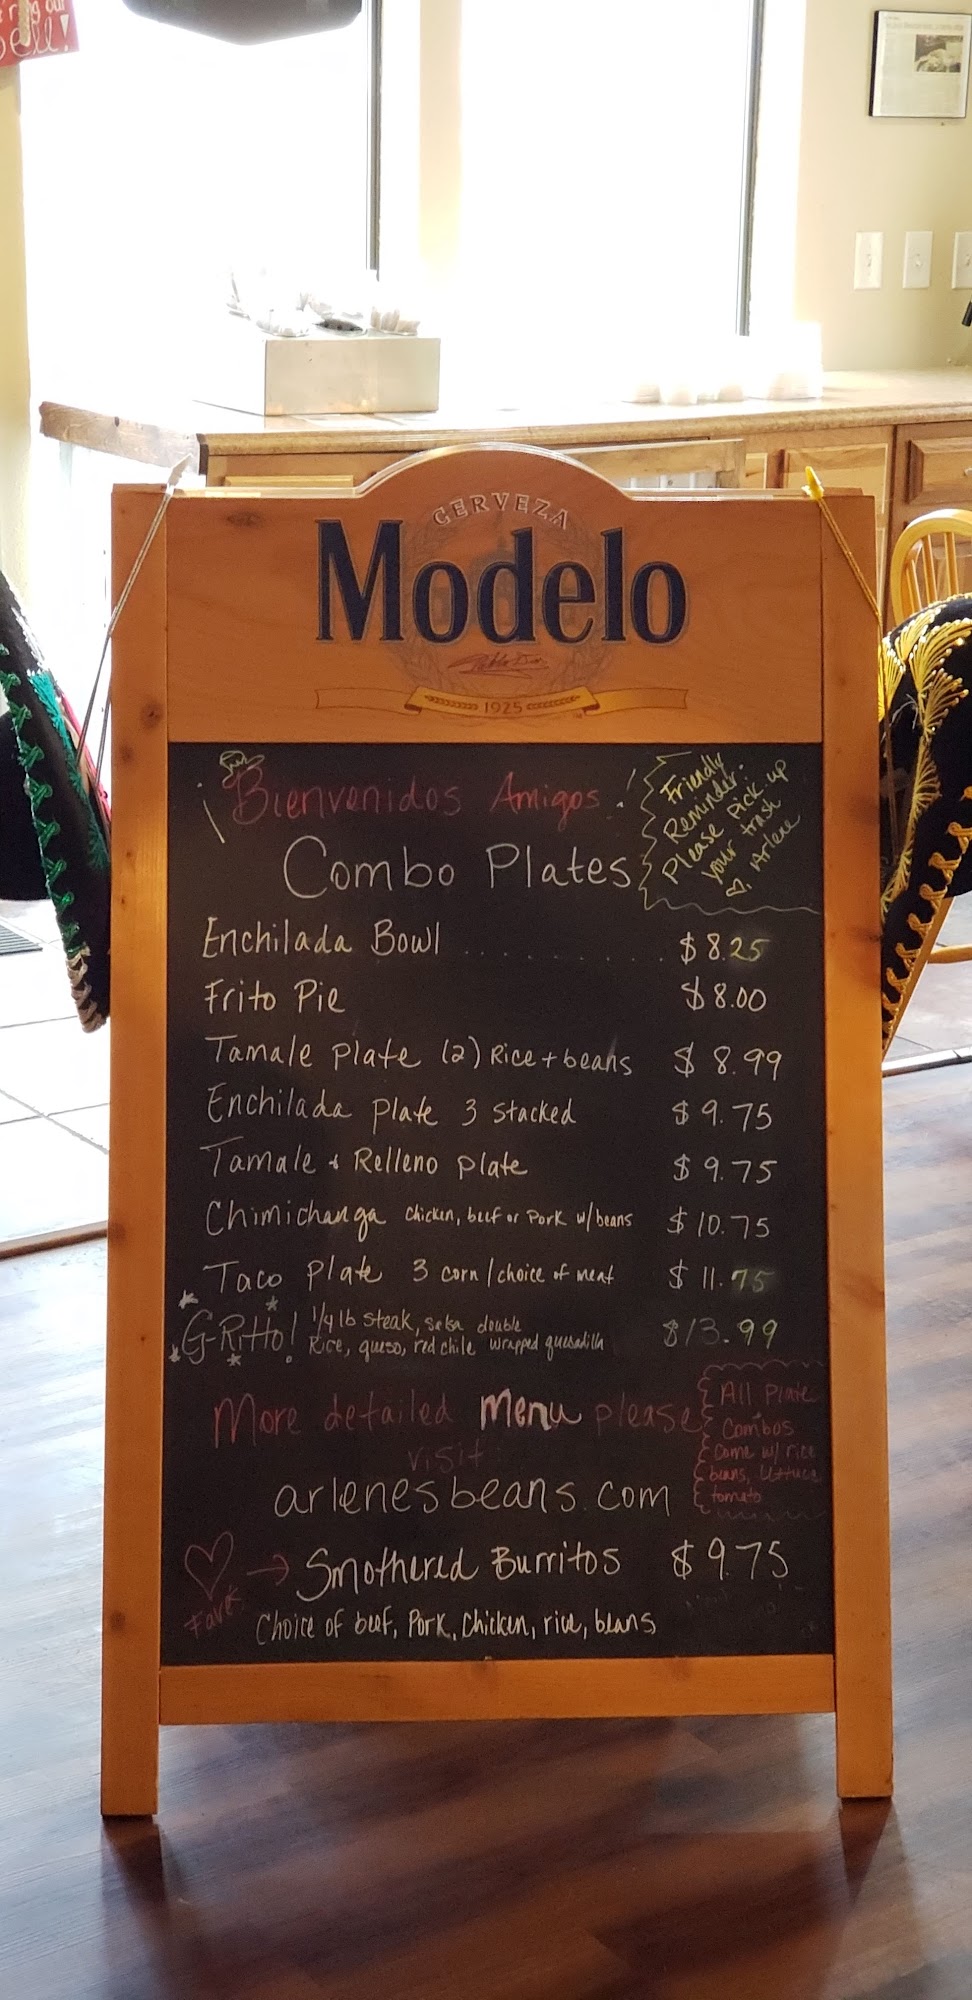 CERVEZA
Modelo
1925
¡Bienvenidos Amigos!
Friendly
Reminder.
Please pick-up
your trash
♡, Arlene
Combo Plates
Enchilada Bowl .......... $8.25
Frito Pie $8.00
Tamale plate (2) Rice + beans $8.99
Enchilada plate 3 stacked $9.75
Tamale & Relleno plate $9.75
Chimichanga chicken, beef or pork w/beans $10.75
Taco plate 3 corn/choice of meat $11.75
G-Ritto! 1/4 lb steak, salsa double $13.99
Rice, queso, red chile wrapped quesadilla
More detailed Menu please
visit
arlenesbeans.com
All plate
Combos
Come w/ rice
beans, lettuce
tomato
♡ → Smothered Burritos $9.75
Choice of beef, Pork, Chicken, rice, beans